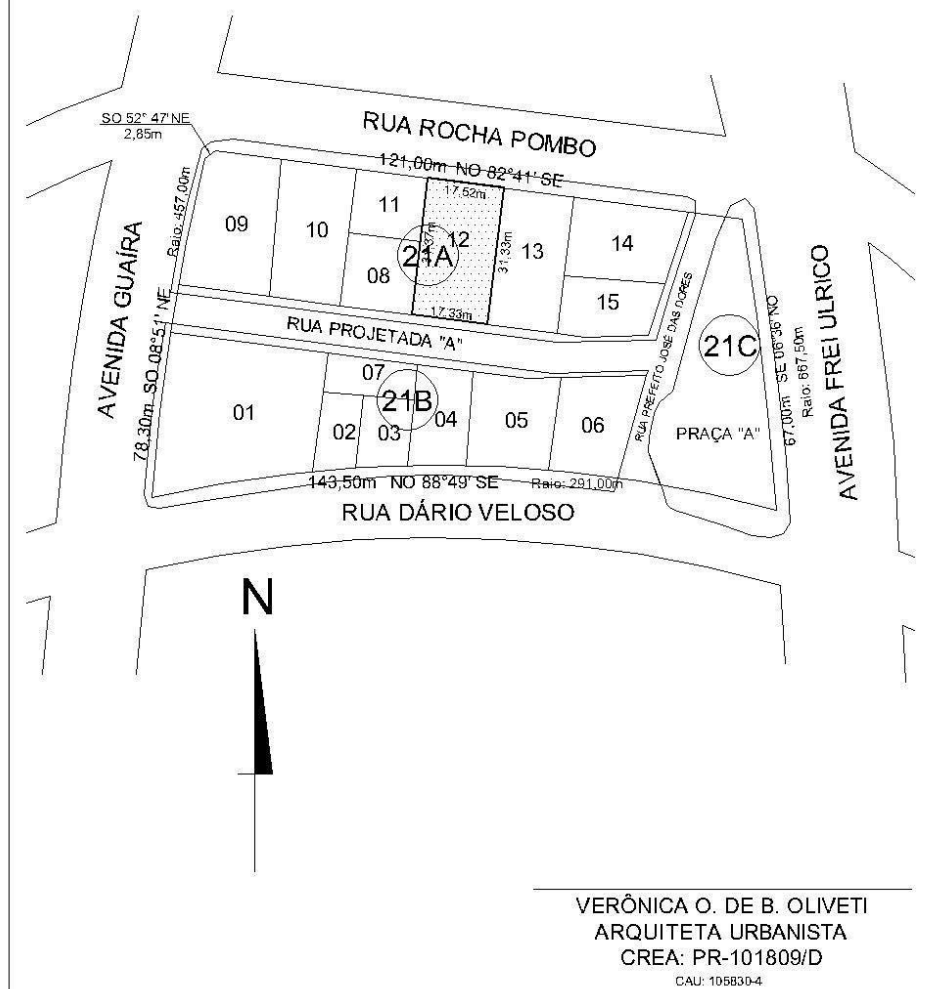 SO 52° 47' NE
2,85m
RUA ROCHA POMBO
121,00m NO 82°41' SE
Raio: 457,00m
17,52m
09
10
11
12
13
14
08
21A
31,33m
15
17,33m
AVENIDA GUAÍRA
78,30m SO 08°51' NE
RUA PROJETADA "A"
RUA PREFEITO JOSÉ DAS DORES
21C
67,00m SE 06°36' NO
Raio: 667,50m
AVENIDA FREI ULRICO
01
07
21B
02
03
04
05
06
PRAÇA "A"
143,50m NO 88°49' SE
Raio: 291,00m
RUA DÁRIO VELOSO
N
VERÔNICA O. DE B. OLIVETI
ARQUITETA URBANISTA
CREA: PR-101809/D
CAU: 105830-4